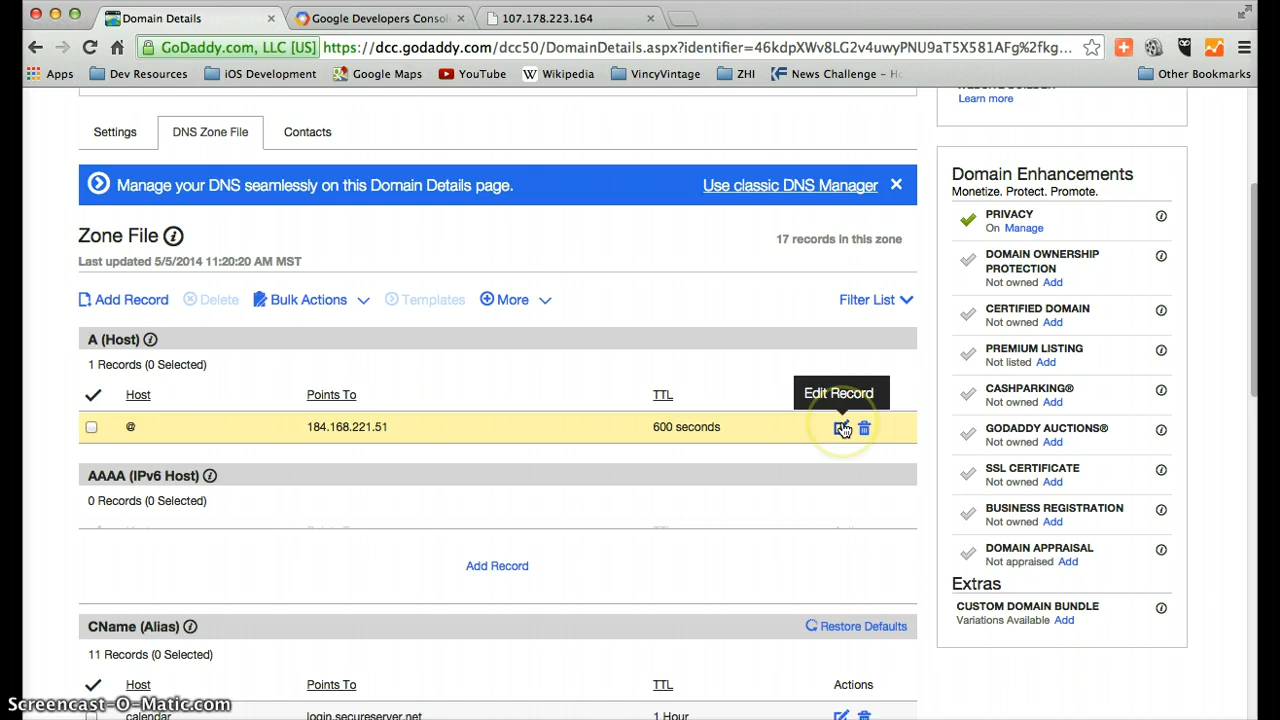 Domain Details
Google Developers Consol
107.178.223.164
GoDaddy.com, LLC [US] https://dcc.godaddy.com/dc50/DomainDetails.aspx?identifier=46kdpXWv8LG2v4uwyPNU9aT5X581AFg%2fkg...
Apps Dev Resources iOS Development Google Maps YouTube Wikipedia VincyVintage ZHI News Challenge - Other Bookmarks
WEBSITE BUILDER
Learn more
Settings DNS Zone File Contacts
Manage your DNS seamlessly on this Domain Details page. Use classic DNS Manager
Zone File
17 records in this zone
Last updated 5/5/2014 11:20:20 AM MST
Add Record Delete Bulk Actions Templates More Filter List
A (Host)
1 Records (0 Selected)
Edit Record
Host Points To TTL
@ 184.168.221.51 600 seconds
AAAA (IPv6 Host)
0 Records (0 Selected)
Add Record
CName (Alias) Restore Defaults
11 Records (0 Selected)
Host Points To TTL Actions
calendar login.secureserver.net 1 Hour
Domain Enhancements
Monetize. Protect. Promote.
PRIVACY
On Manage
DOMAIN OWNERSHIP
PROTECTION
Not owned Add
CERTIFIED DOMAIN
Not owned Add
PREMIUM LISTING
Not listed Add
CASHPARKING®
Not owned Add
GODADDY AUCTIONS®
Not owned Add
SSL CERTIFICATE
Not owned Add
BUSINESS REGISTRATION
Not owned Add
DOMAIN APPRAISAL
Not appraised Add
Extras
CUSTOM DOMAIN BUNDLE
Variations Available Add
Screencast-O-Matic.com